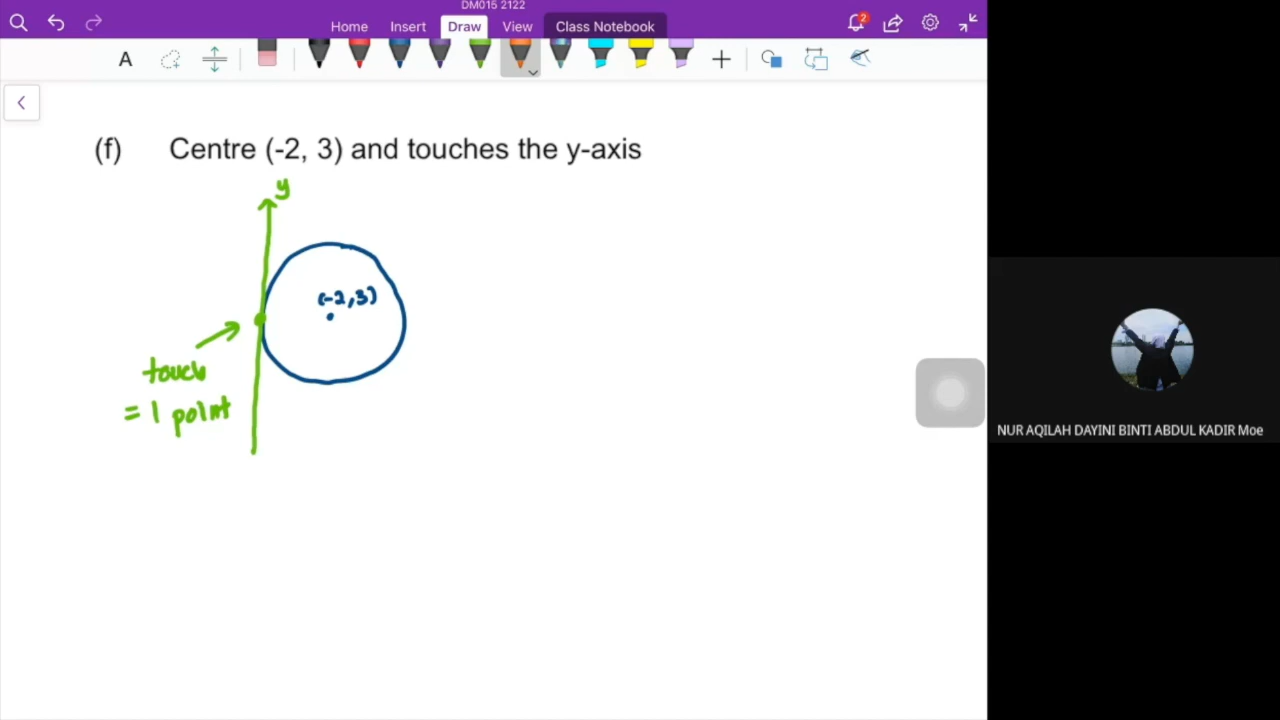 DM015 2122
Home Insert Draw View Class Notebook
2
A
(f) Centre (-2, 3) and touches the y-axis
y
(-2,3)
touch
= 1 point
NUR AQILAH DAYINI BINTI ABDUL KADIR Moe